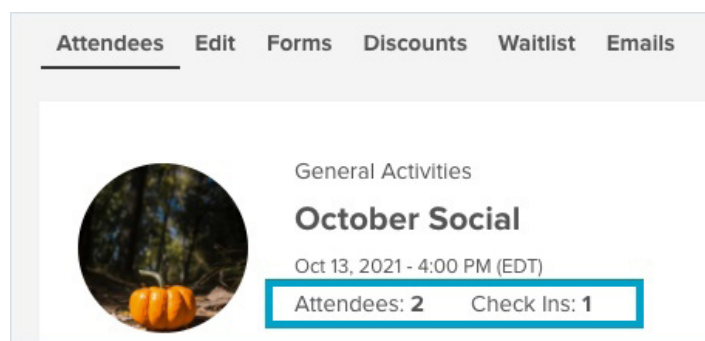 Attendees Edit Forms Discounts Waitlist Emails
General Activities
October Social
Oct 13, 2021 - 4:00 PM (EDT)
Attendees: 2 Check Ins: 1